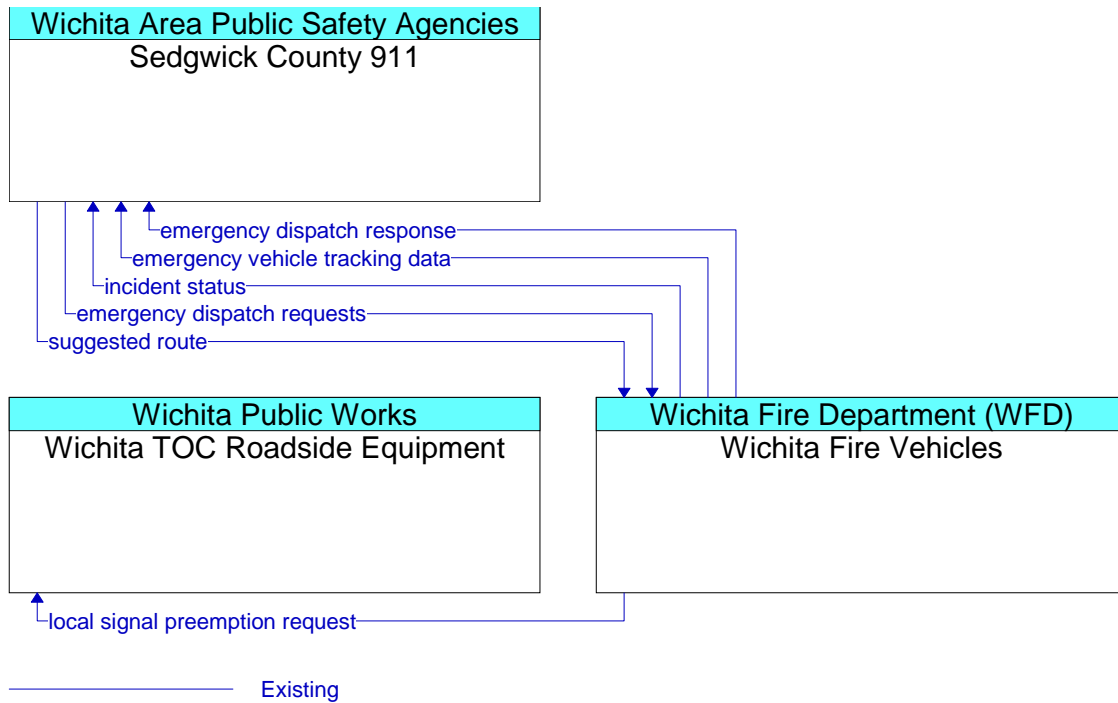 Wichita Area Public Safety Agencies
Sedgwick County 911
emergency dispatch response
emergency vehicle tracking data
incident status
emergency dispatch requests
suggested route
Wichita Public Works
Wichita TOC Roadside Equipment
Wichita Fire Department (WFD)
Wichita Fire Vehicles
local signal preemption request
Existing